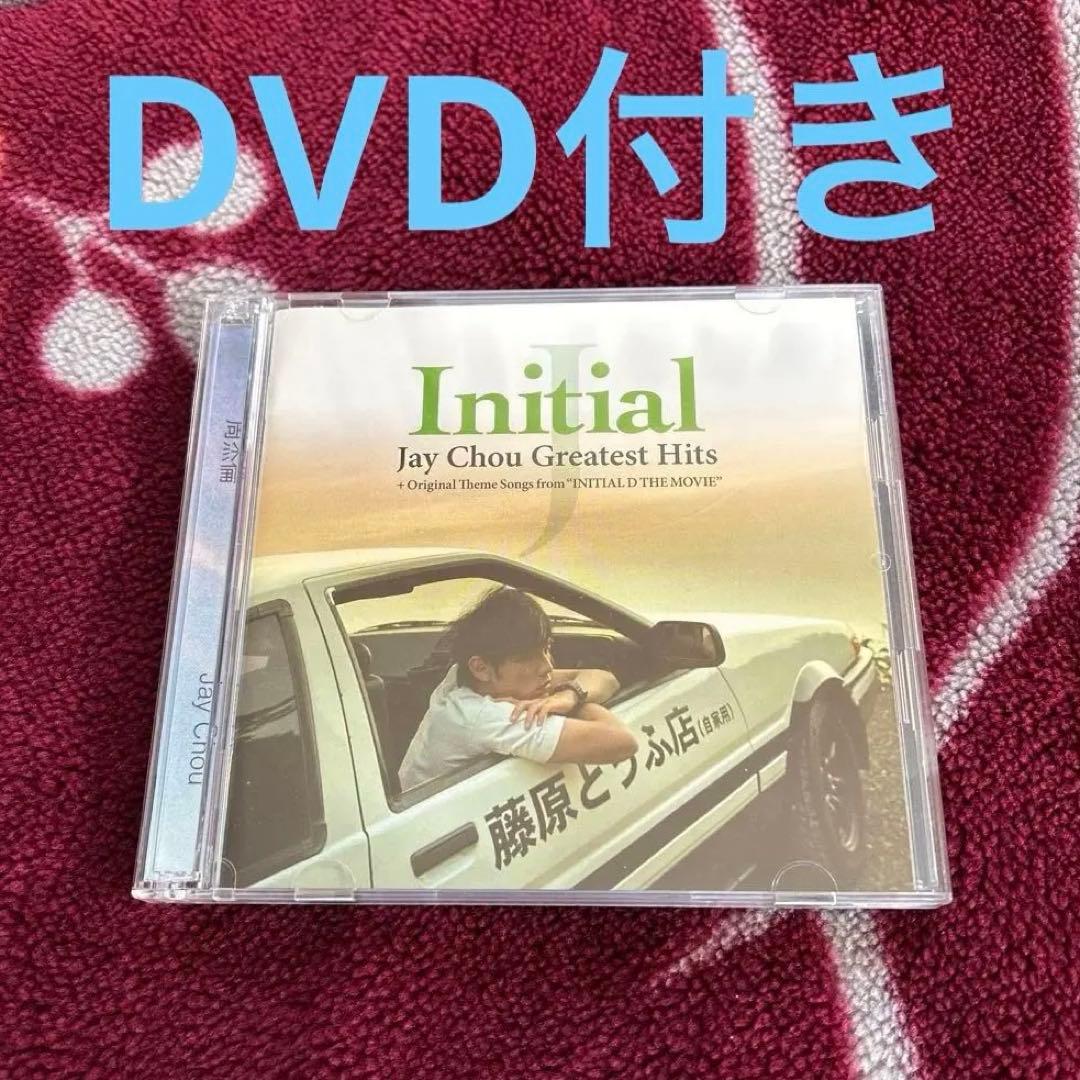 DVD付き
J
Initial
Jay Chou Greatest Hits
+ Original Theme Songs from "INITIAL D THE MOVIE"
周杰倫
Jay Chou
藤原とうふ店(自家用)